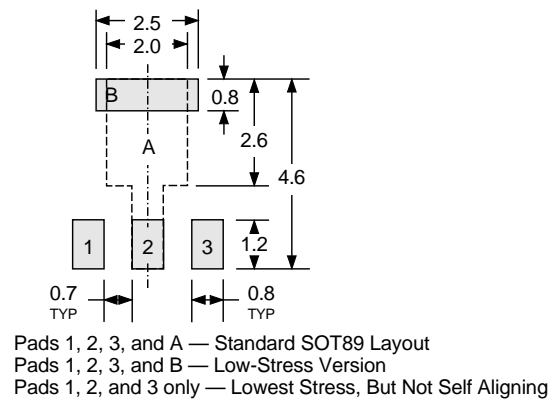 2.5
2.0
B
0.8
A
2.6
4.6
1
2
3
1.2
0.7
TYP
0.8
TYP
Pads 1, 2, 3, and A — Standard SOT89 Layout
Pads 1, 2, 3, and B — Low-Stress Version
Pads 1, 2, and 3 only — Lowest Stress, But Not Self Aligning